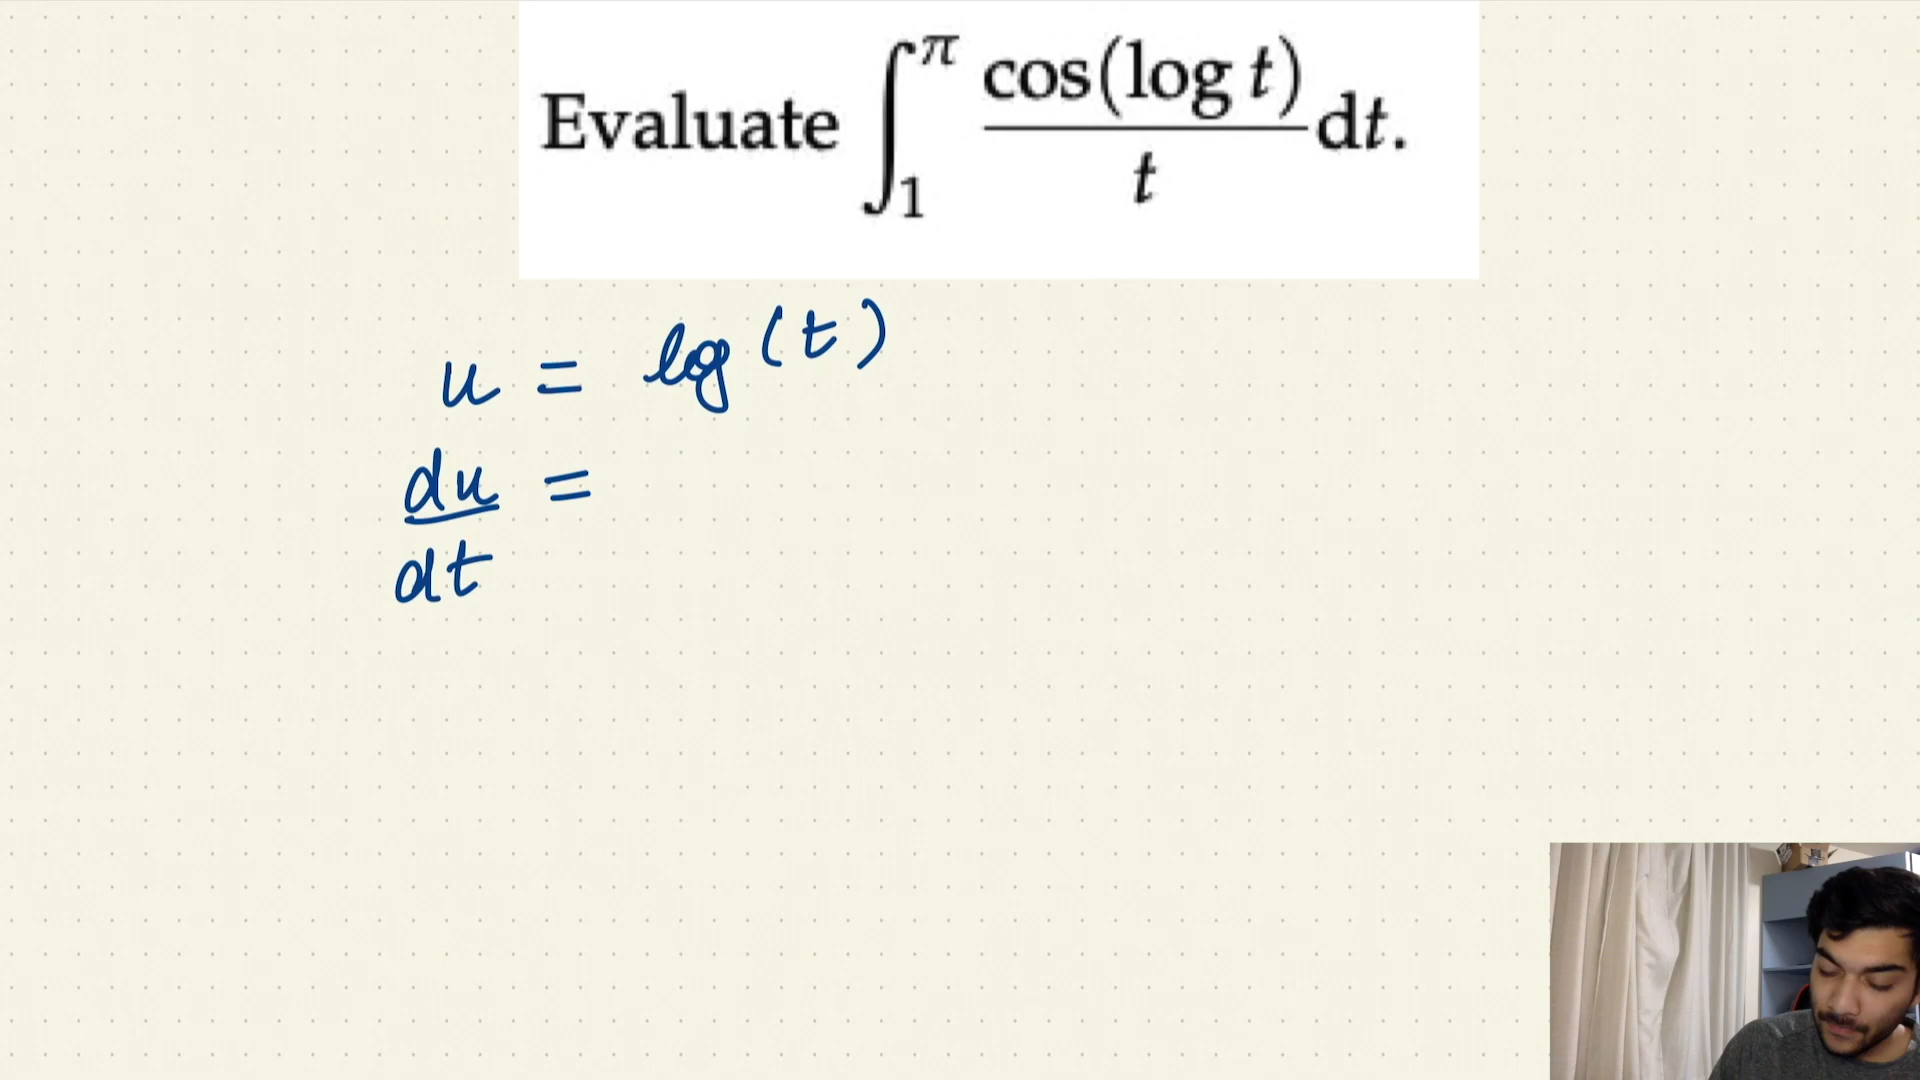 Evaluate ∫₁^π cos(log t)/t dt.
u = log(t)
du/dt =